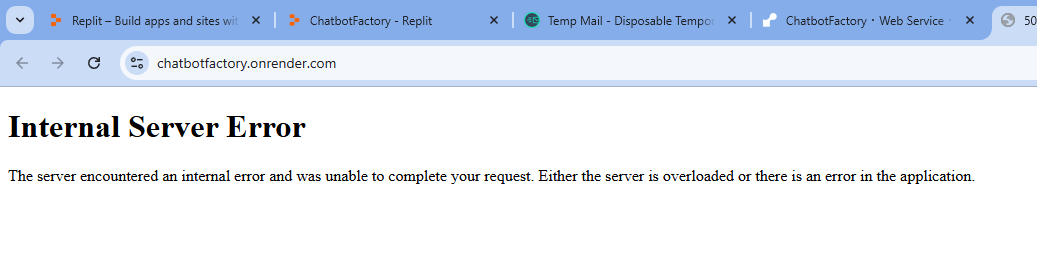 Replit – Build apps and sites wit
ChatbotFactory - Replit
Temp Mail - Disposable Tempo
ChatbotFactory · Web Service ·
50
chatbotfactory.onrender.com
Internal Server Error
The server encountered an internal error and was unable to complete your request. Either the server is overloaded or there is an error in the application.